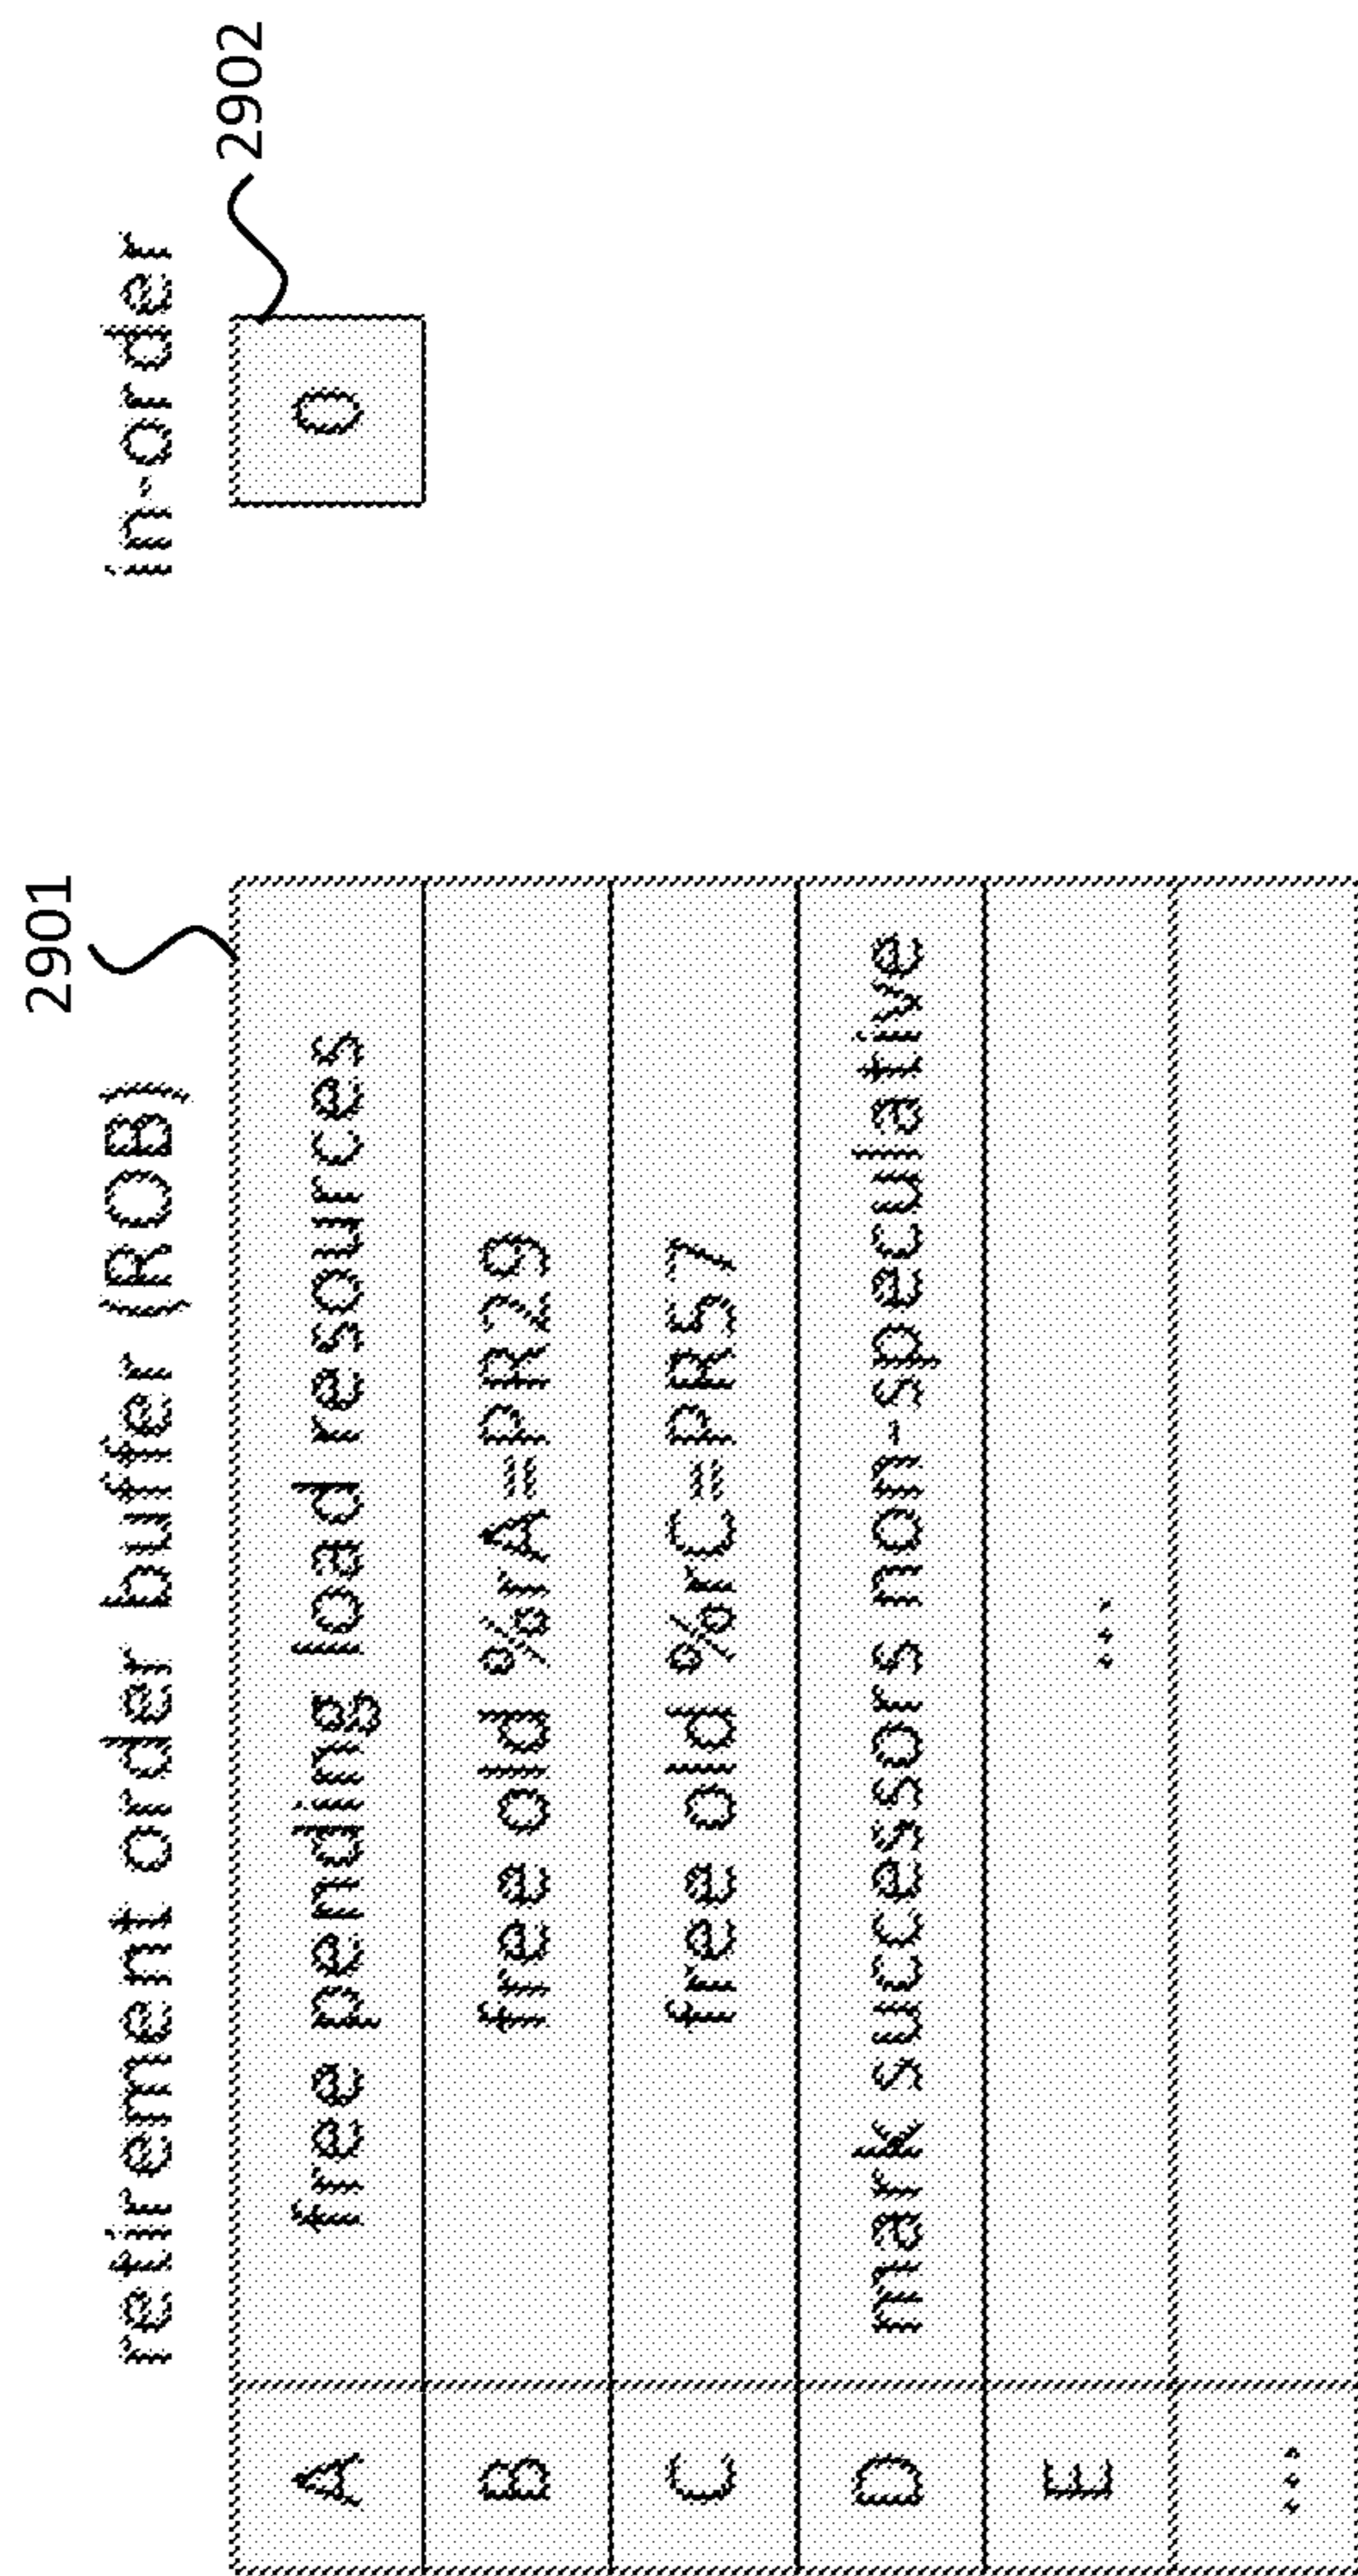 2901
2902
retirement order buffer (ROB)
in-order
A free pending load resources
0
B free old %rA=PR29
C free old %rC=PR57
D mark successors non-speculative
E ...
...